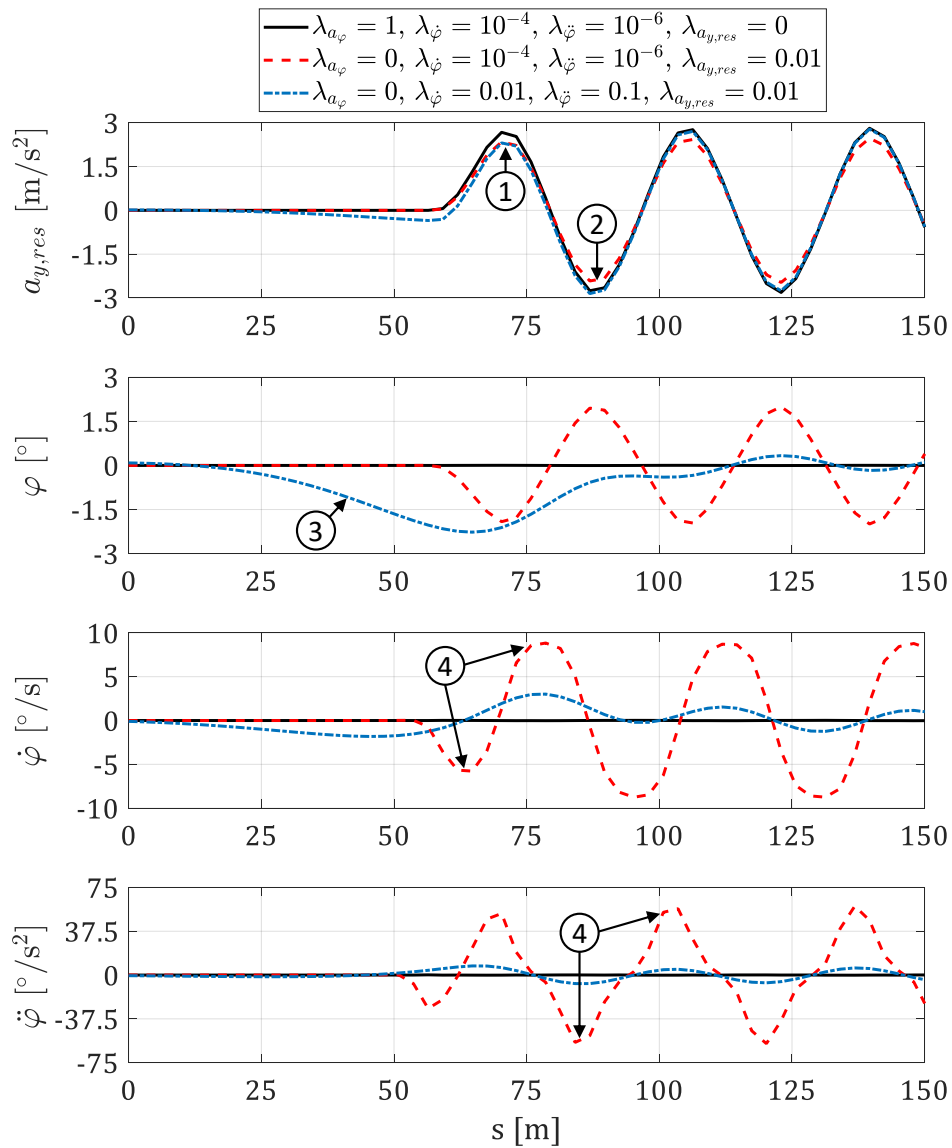 λ_{a_φ} = 1, λ_{φ̇} = 10^{-4}, λ_{φ̈} = 10^{-6}, λ_{a_{y,res}} = 0
λ_{a_φ} = 0, λ_{φ̇} = 10^{-4}, λ_{φ̈} = 10^{-6}, λ_{a_{y,res}} = 0.01
λ_{a_φ} = 0, λ_{φ̇} = 0.01, λ_{φ̈} = 0.1, λ_{a_{y,res}} = 0.01
a_{y,res} [m/s²]
3
1.5
0
-1.5
-3
1
2
0 25 50 75 100 125 150
φ [°]
3
1.5
0
-1.5
-3
3
0 25 50 75 100 125 150
φ̇ [°/s]
10
5
0
-5
-10
4
0 25 50 75 100 125 150
φ̈ [°/s²]
75
37.5
0
-37.5
-75
4
0 25 50 75 100 125 150
s [m]